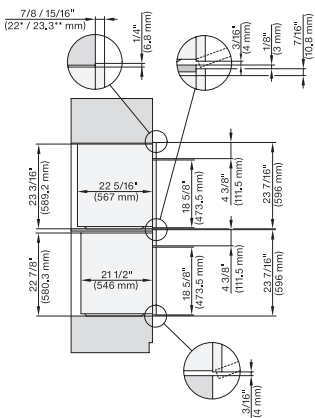 7/8 / 15/16"
(22* / 23.3** mm)
1/4"
(6.8 mm)
3/16"
(4 mm)
1/8"
(3 mm)
7/16"
(10.8 mm)
23 3/16"
(589.2 mm)
22 5/16"
(567 mm)
18 5/8"
(473.5 mm)
4 3/8"
(111.5 mm)
23 7/16"
(596 mm)
22 7/8"
(580.3 mm)
21 1/2"
(546 mm)
18 5/8"
(473.5 mm)
4 3/8"
(111.5 mm)
23 7/16"
(596 mm)
3/16"
(4 mm)